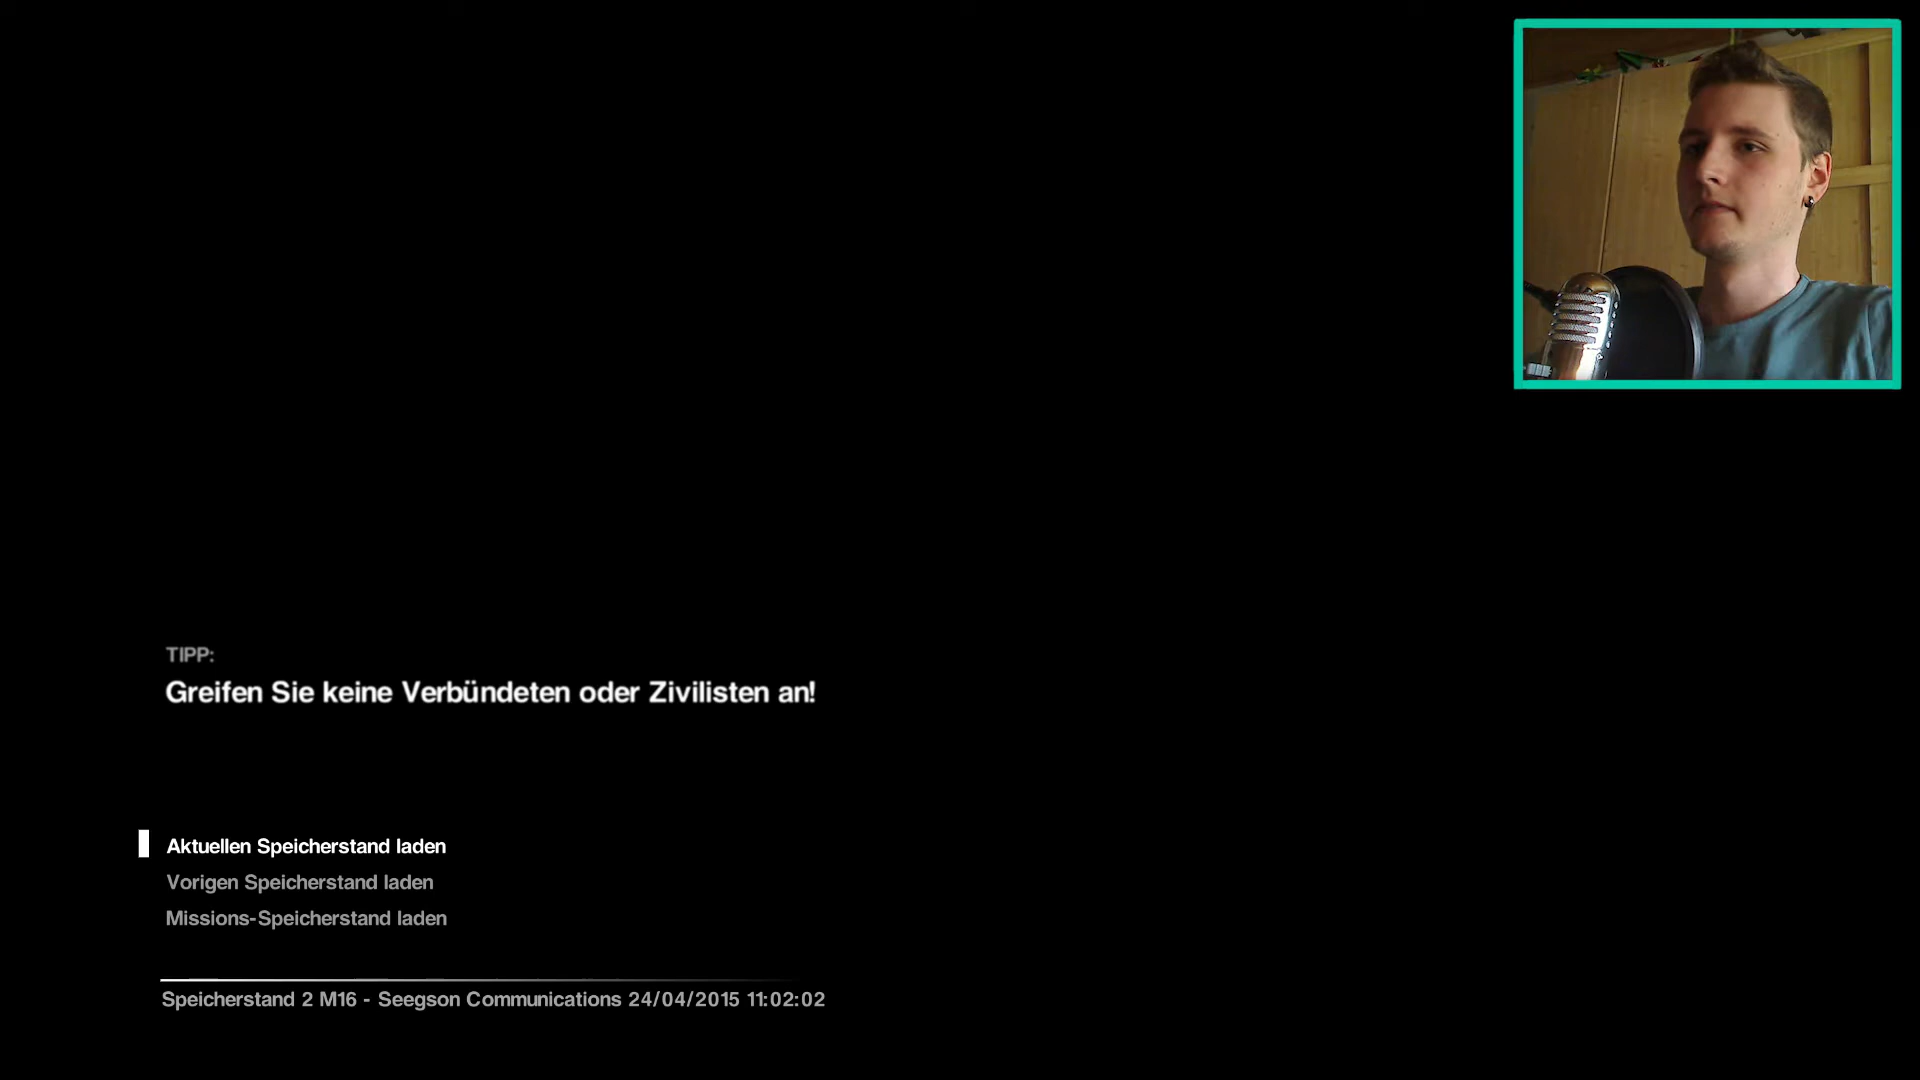 TIPP:
Greifen Sie keine Verbündeten oder Zivilisten an!
Aktuellen Speicherstand laden
Vorigen Speicherstand laden
Missions-Speicherstand laden
Speicherstand 2 M16 - Seegson Communications 24/04/2015 11:02:02